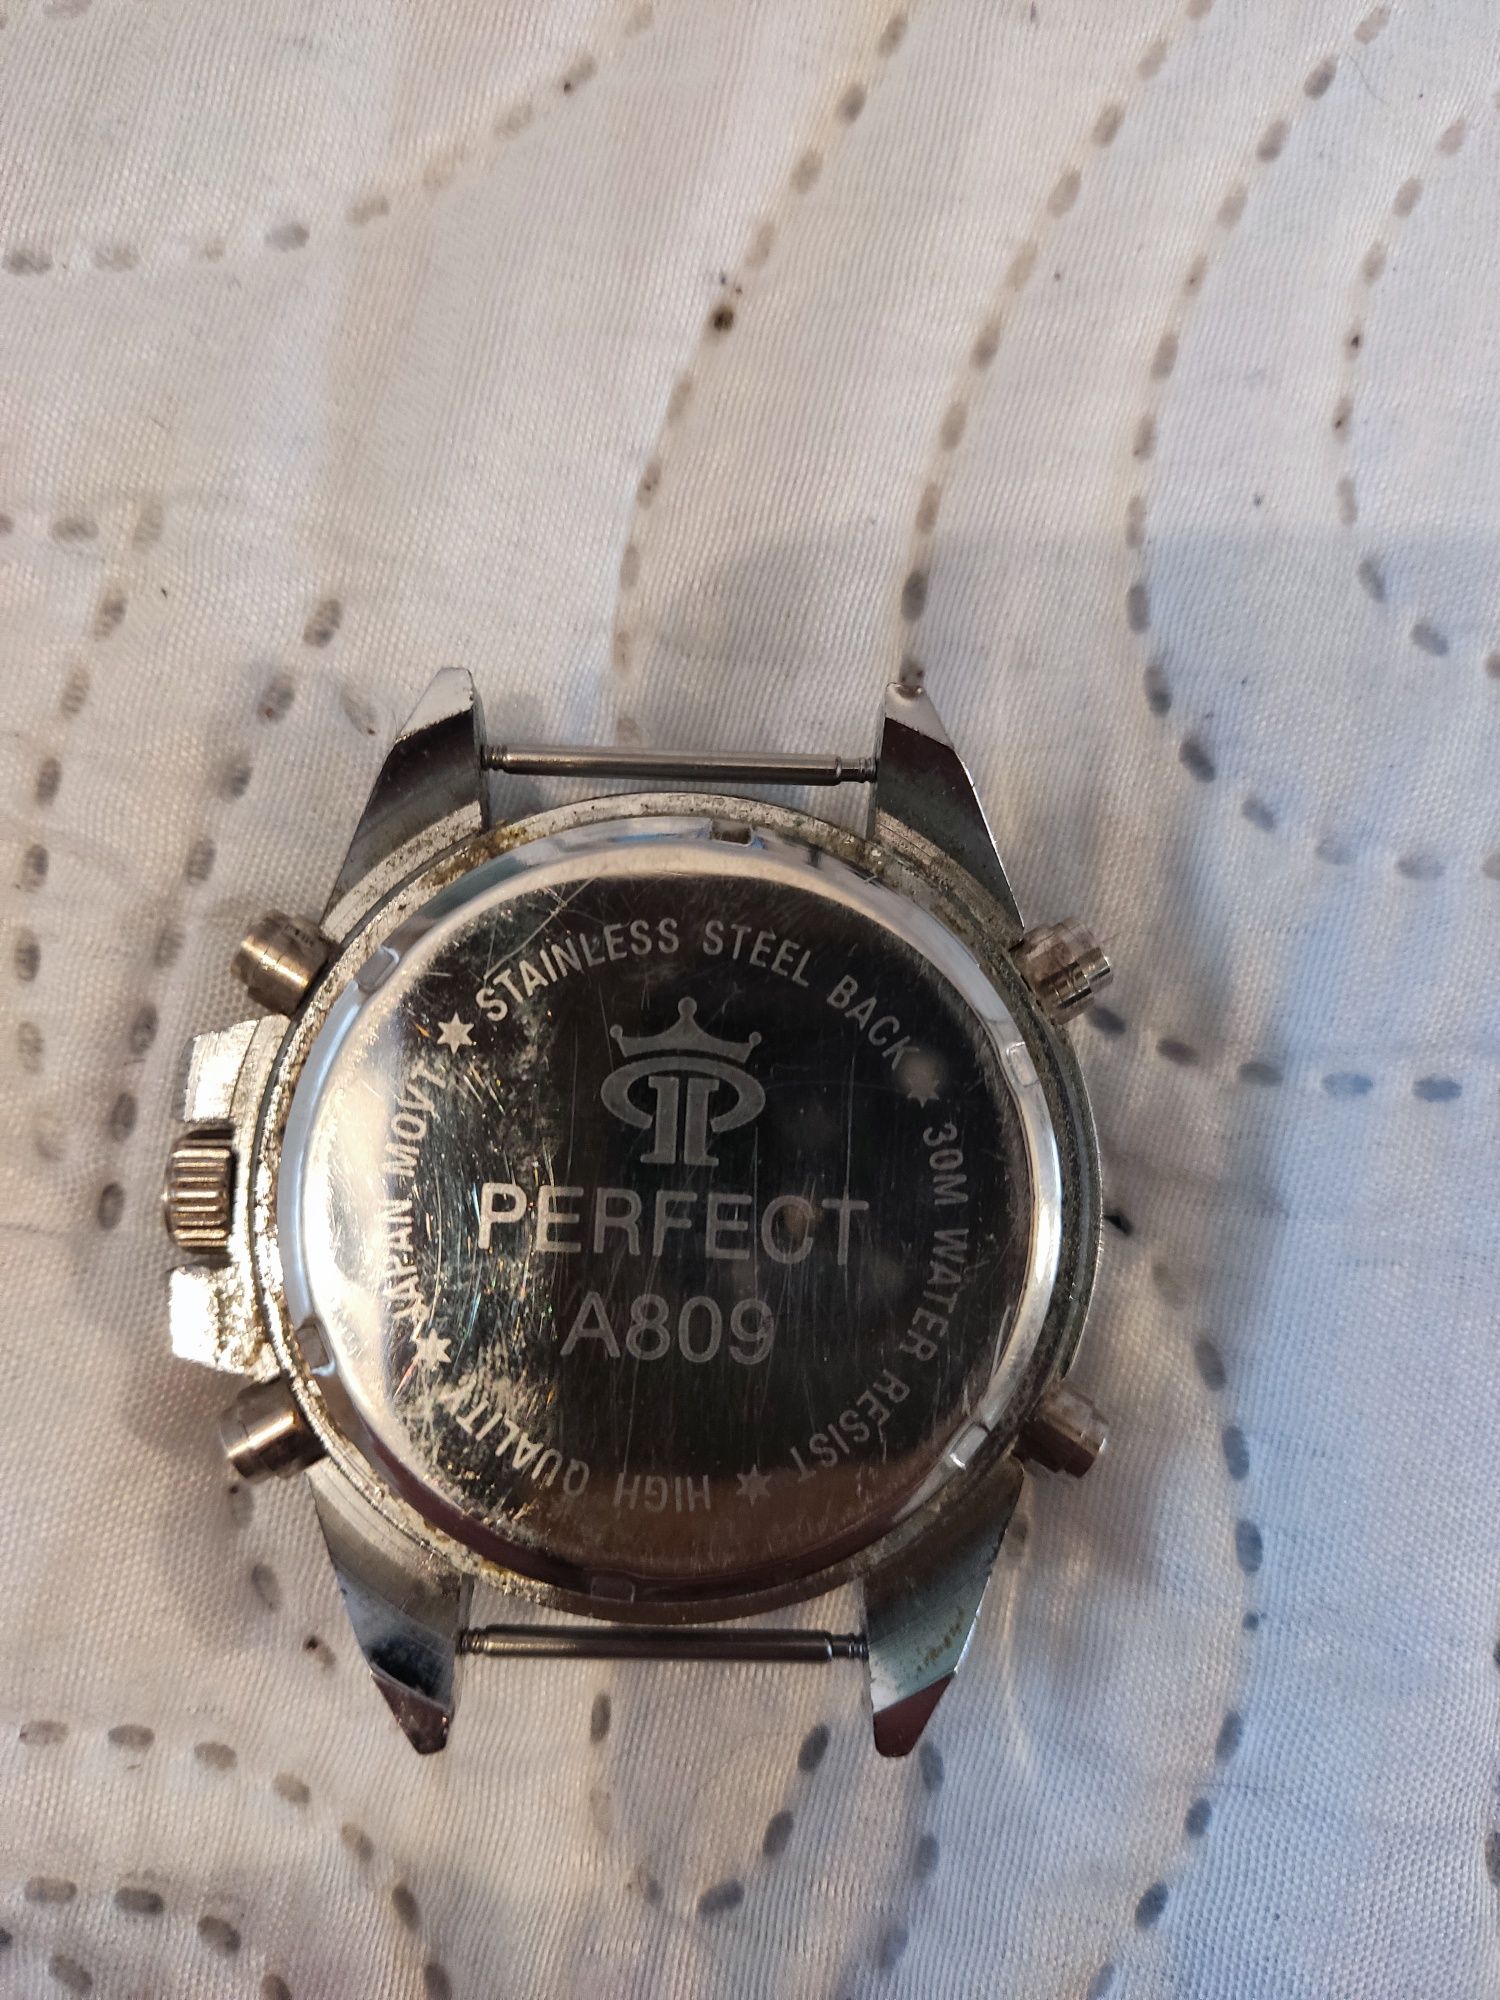 STAINLESS STEEL BACK
30M WATER RESIST
HIGH QUALITY
JAPAN MOVT
PERFECT
A809